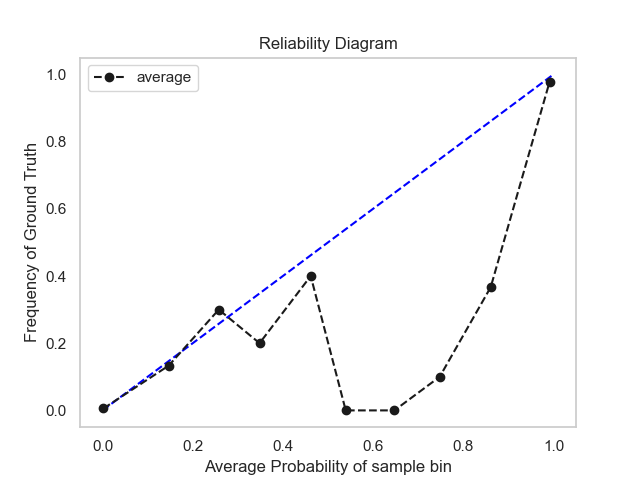 Reliability Diagram
average
1.0
0.8
0.6
0.4
0.2
0.0
Frequency of Ground Truth
0.0 0.2 0.4 0.6 0.8 1.0
Average Probability of sample bin